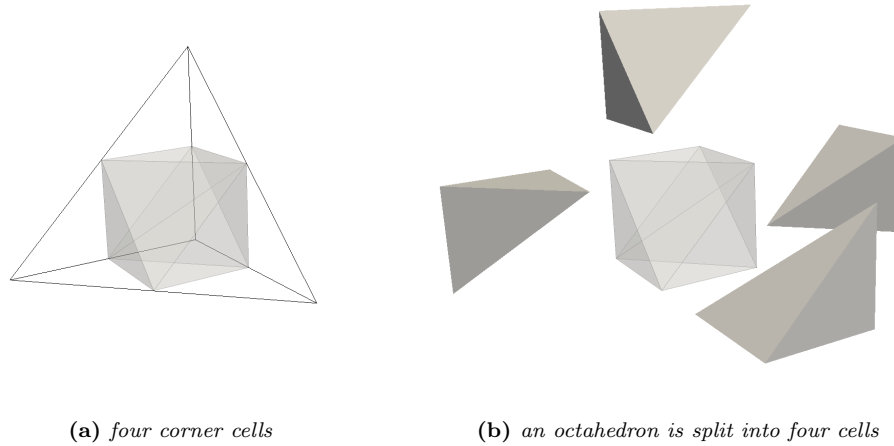 (a) four corner cells
(b) an octahedron is split into four cells